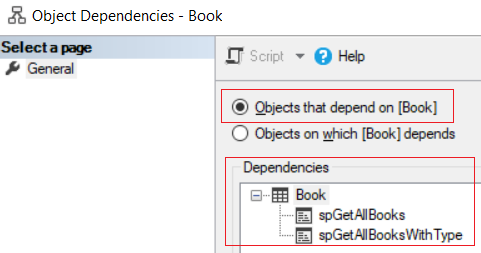 Object Dependencies - Book
Select a page
General
Script
Help
Objects that depend on [Book]
Objects on which [Book] depends
Dependencies
Book
spGetAllBooks
spGetAllBooksWithType